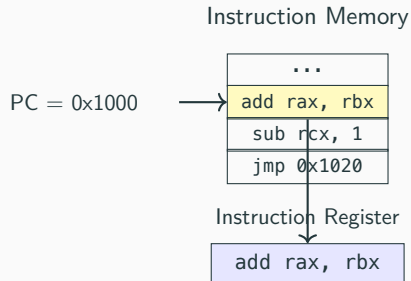 Instruction Memory
...
PC = 0x1000
add rax, rbx
sub rcx, 1
jmp 0x1020
Instruction Register
add rax, rbx